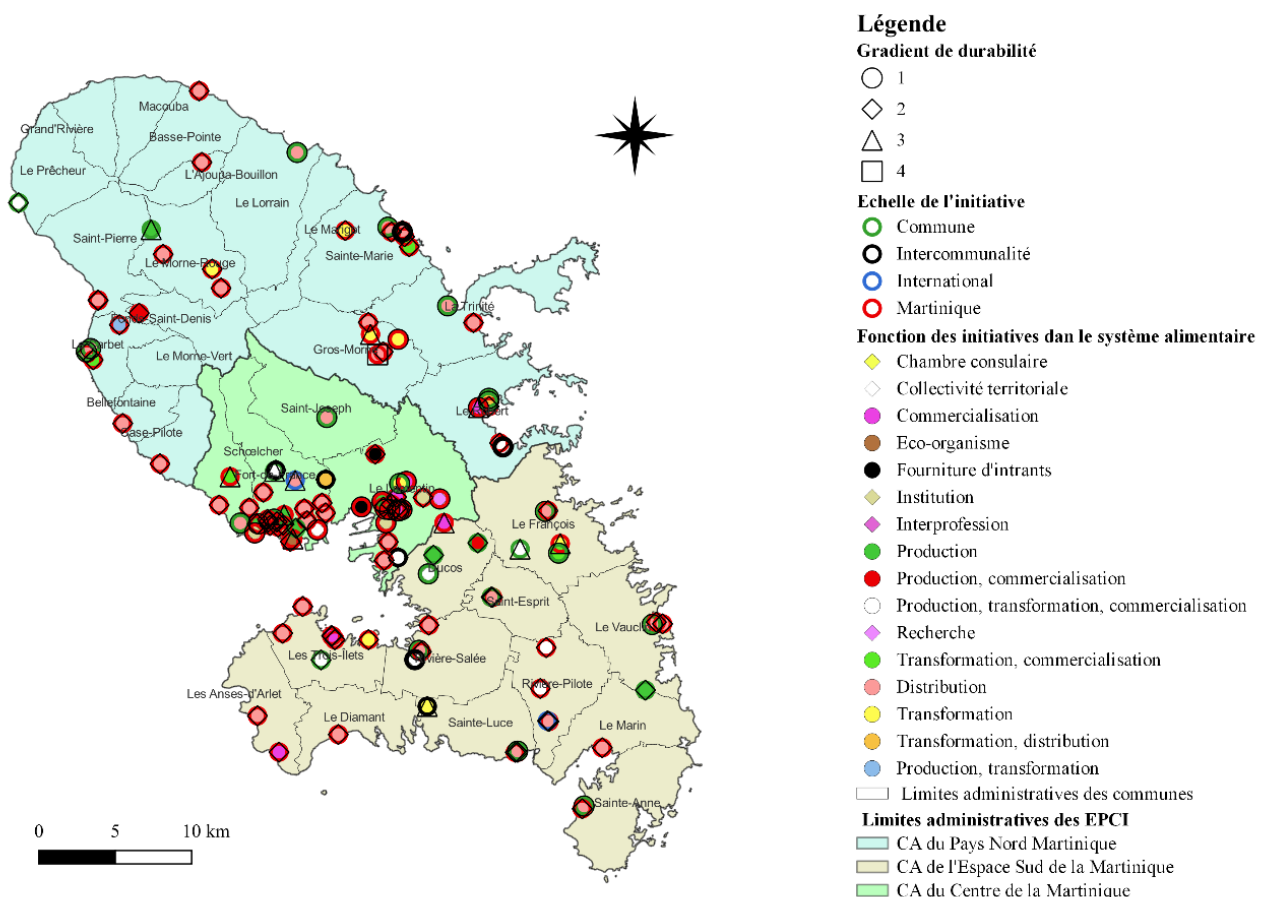 Macouba
Grand'Rivière
Basse-Pointe
Le Prêcheur
L'Ajoupa-Bouillon
Le Lorrain
Saint-Pierre
Le Marigot
Sainte-Marie
Le Morne-Rouge
La Trinité
Fonds-Saint-Denis
Le Morne-Vert
Gros-Morne
Bellefontaine
Saint-Joseph
Case-Pilote
Schœlcher
Le Lamentin
Le François
Ducos
Saint-Esprit
Le Vauclin
Les Trois-Îlets
Rivière-Salée
Rivière-Pilote
Les Anses-d'Arlet
Le Diamant
Sainte-Luce
Le Marin
Sainte-Anne
0 5 10 km
Légende
Gradient de durabilité
1
2
3
4
Echelle de l'initiative
Commune
Intercommunalité
International
Martinique
Fonction des initiatives dan le système alimentaire
Chambre consulaire
Collectivité territoriale
Commercialisation
Eco-organisme
Fourniture d'intrants
Institution
Interprofession
Production
Production, commercialisation
Production, transformation, commercialisation
Recherche
Transformation, commercialisation
Distribution
Transformation
Transformation, distribution
Production, transformation
Limites administratives des communes
Limites administratives des EPCI
CA du Pays Nord Martinique
CA de l'Espace Sud de la Martinique
CA du Centre de la Martinique